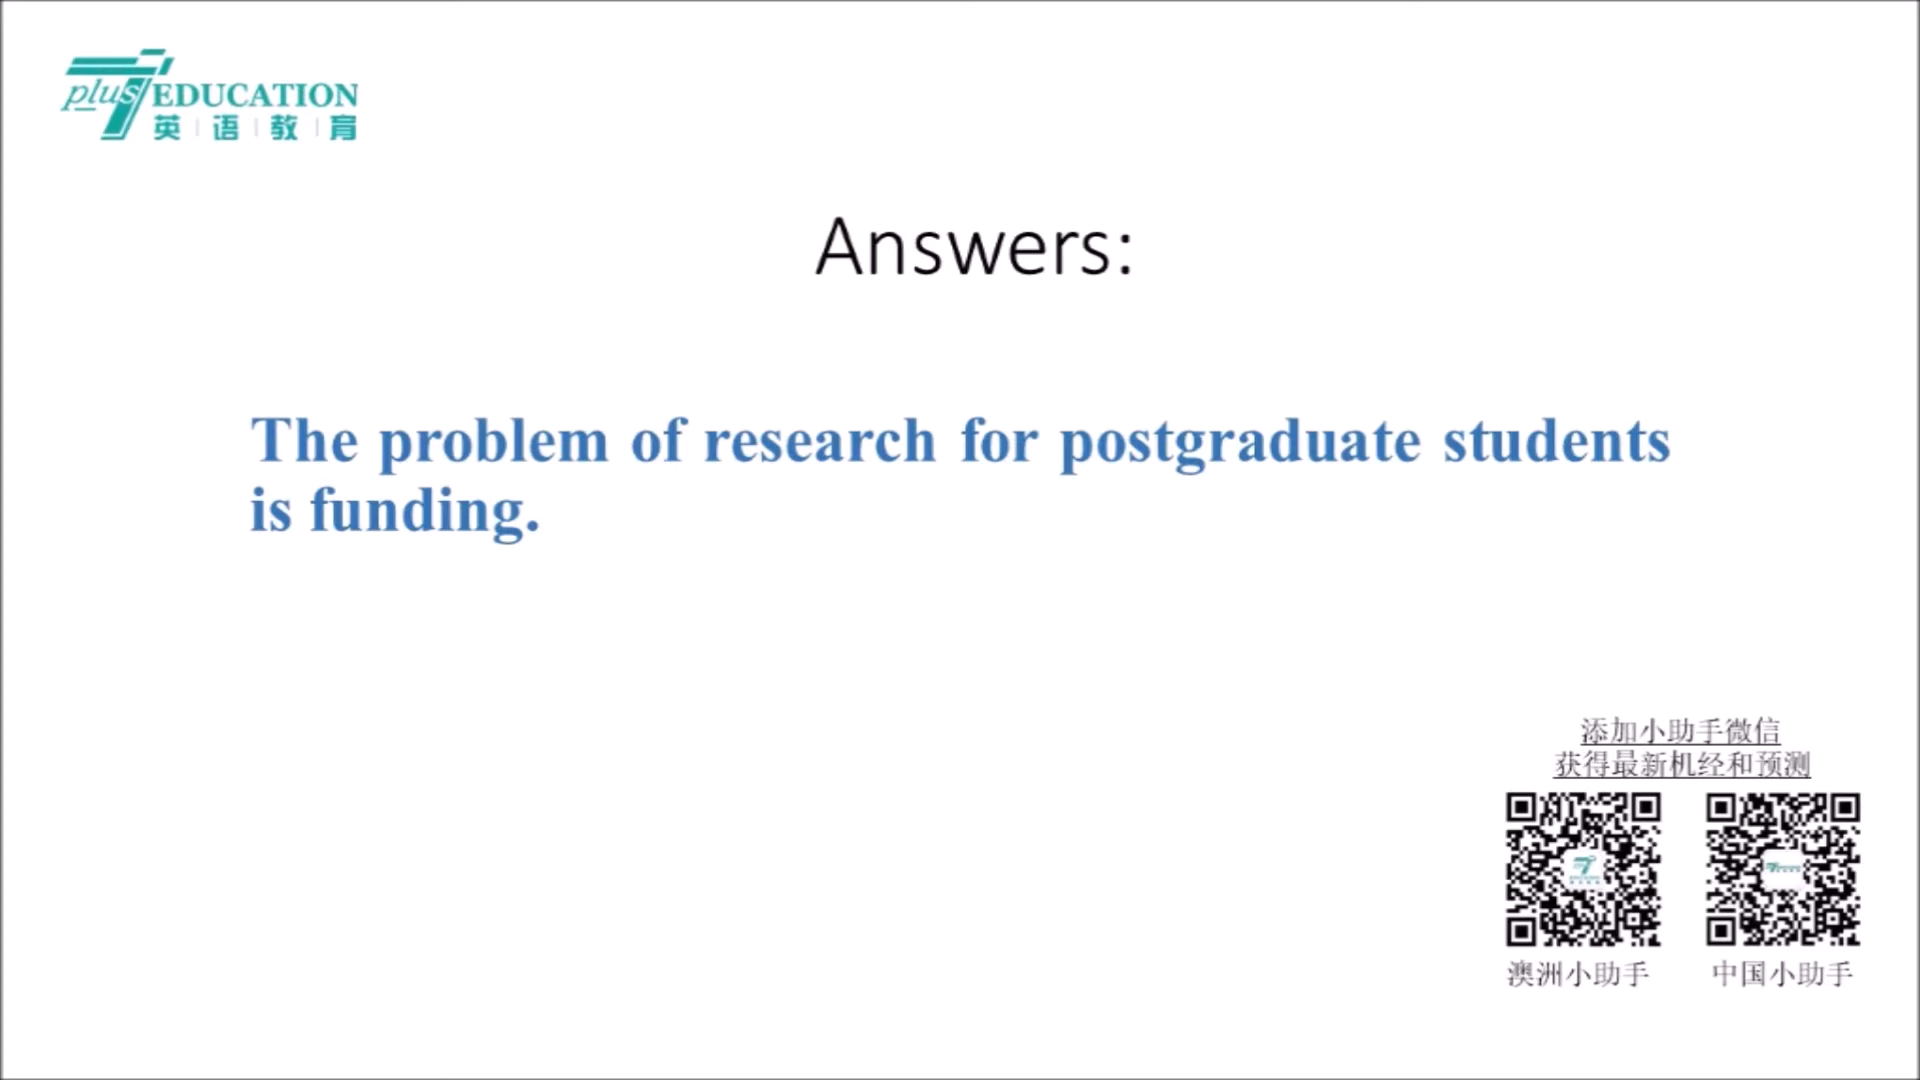 plus 7 EDUCATION
英 语 教 育
Answers:
The problem of research for postgraduate students
is funding.
添加小助手微信
获得最新机经和预测
澳洲小助手 中国小助手